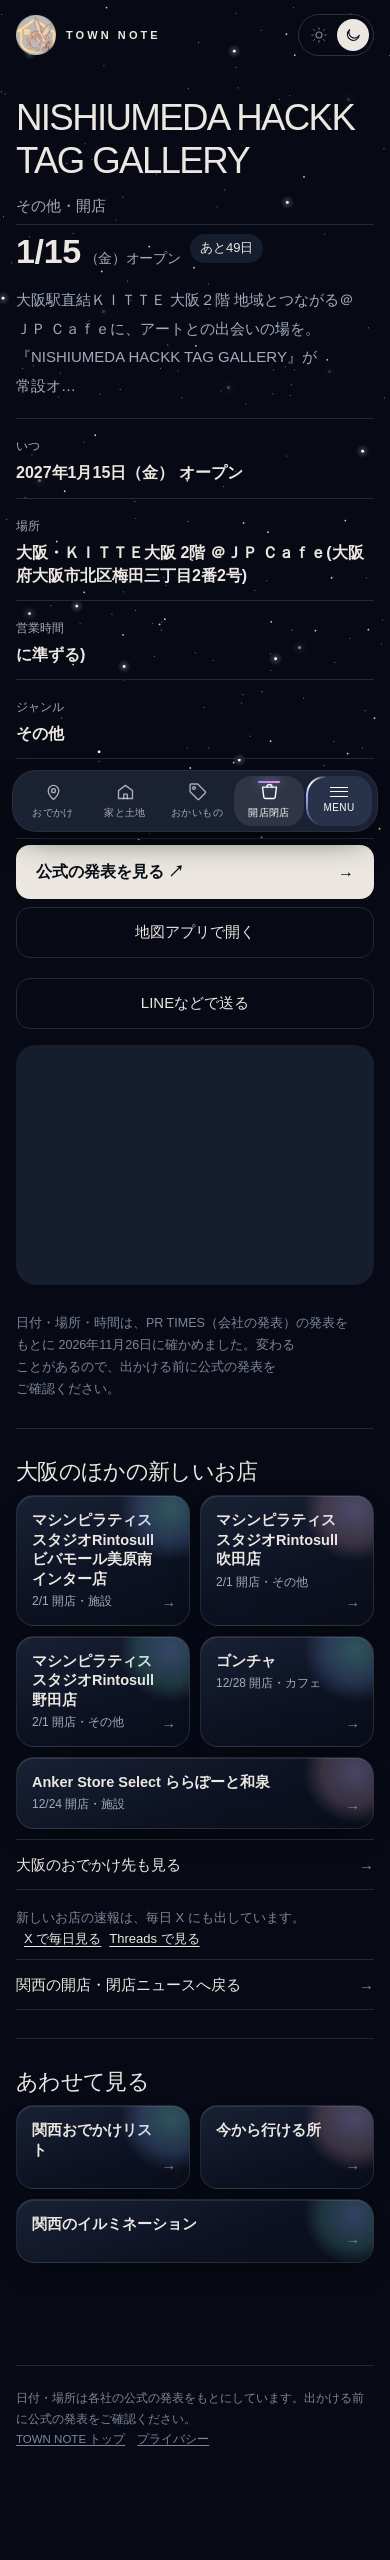 TOWN NOTE
NISHIUMEDA HACKK
TAG GALLERY
その他・開店
1/15 （金）オープン あと49日
大阪駅直結ＫＩＴＴＥ 大阪２階 地域とつながる＠
ＪＰ Ｃａｆｅに、アートとの出会いの場を。
『NISHIUMEDA HACKK TAG GALLERY』が
常設オ…
いつ
2027年1月15日（金） オープン
場所
大阪・ＫＩＴＴＥ大阪 2階 ＠ＪＰ Ｃａｆｅ(大阪
府大阪市北区梅田三丁目2番2号)
営業時間
に準ずる)
ジャンル
その他
おでかけ 家と土地 おかいもの 開店閉店 MENU
公式の発表を見る ↗ →
地図アプリで開く
LINEなどで送る
日付・場所・時間は、PR TIMES（会社の発表）の発表を
もとに 2026年11月26日に確かめました。変わる
ことがあるので、出かける前に公式の発表を
ご確認ください。
大阪のほかの新しいお店
マシンピラティス
スタジオRintosull
ビバモール美原南
インター店
2/1 開店・施設 →
マシンピラティス
スタジオRintosull
吹田店
2/1 開店・その他
→
マシンピラティス
スタジオRintosull
野田店
2/1 開店・その他 →
ゴンチャ
12/28 開店・カフェ
→
Anker Store Select ららぽーと和泉
12/24 開店・施設 →
大阪のおでかけ先も見る →
新しいお店の速報は、毎日 X にも出しています。
X で毎日見る Threads で見る
関西の開店・閉店ニュースへ戻る →
あわせて見る
関西おでかけリス
ト
→
今から行ける所
→
関西のイルミネーション
→
日付・場所は各社の公式の発表をもとにしています。出かける前
に公式の発表をご確認ください。
TOWN NOTE トップ プライバシー